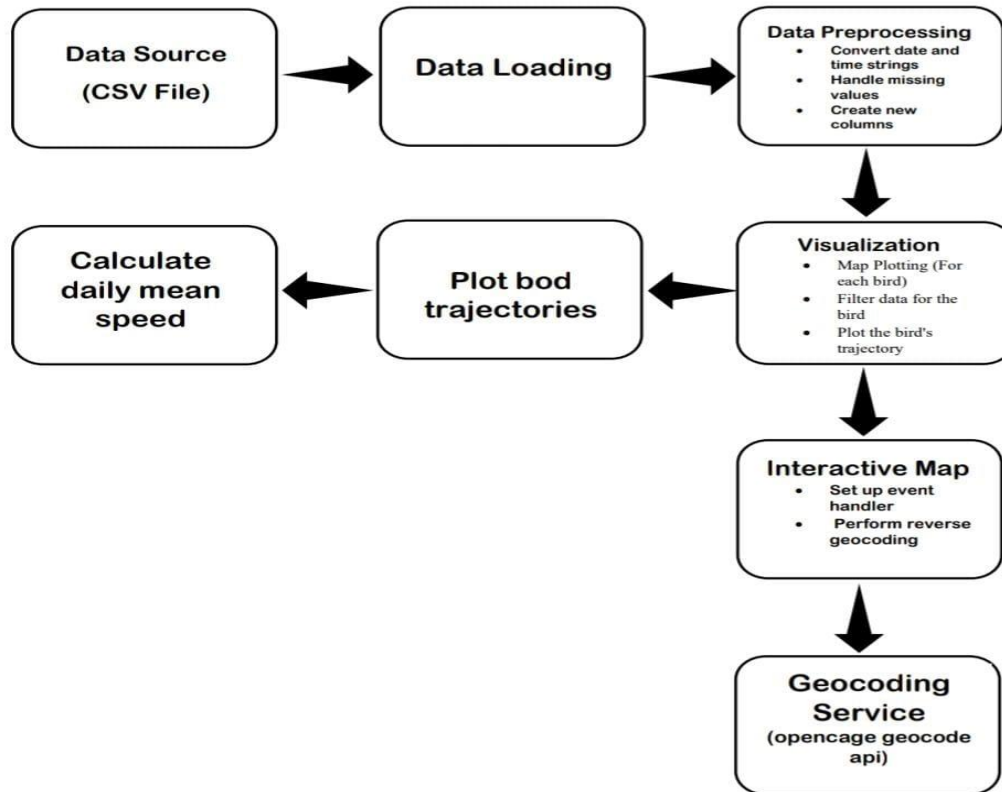 Data Source
(CSV File)
Data Loading
Data Preprocessing
• Convert date and
time strings
• Handle missing
values
• Create new
columns
Calculate
daily mean
speed
Plot bod
trajectories
Visualization
• Map Plotting (For
each bird)
• Filter data for the
bird
• Plot the bird's
trajectory
Interactive Map
• Set up event
handler
• Perform reverse
geocoding
Geocoding
Service
(opencage geocode
api)